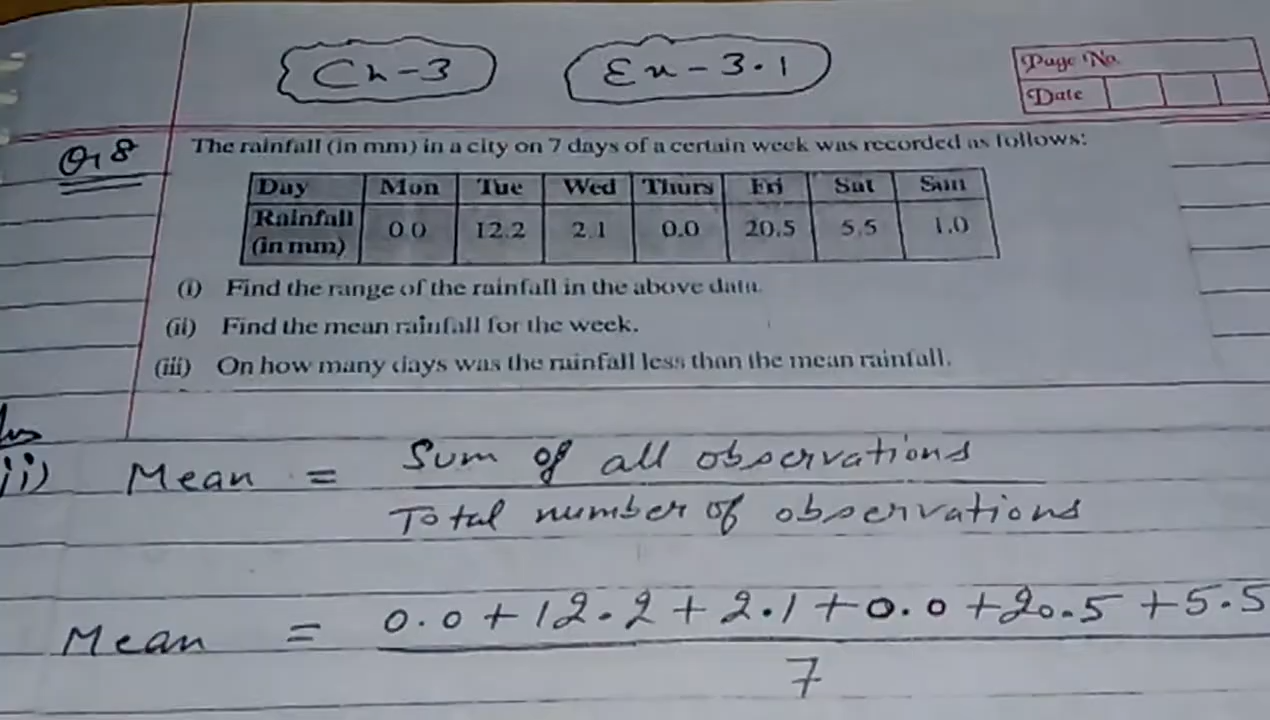 Ch-3 Ex-3.1
Page No.
Date
Q.8 The rainfall (in mm) in a city on 7 days of a certain week was recorded as follows:
Day Mon Tue Wed Thurs Fri Sat Sun
Rainfall (in mm) 0.0 12.2 2.1 0.0 20.5 5.5 1.0
(i) Find the range of the rainfall in the above data.
(ii) Find the mean rainfall for the week.
(iii) On how many days was the rainfall less than the mean rainfall.
ii) Mean = Sum of all observations
Total number of observations
Mean = 0.0 + 12.2 + 2.1 + 0.0 + 20.5 + 5.5
7